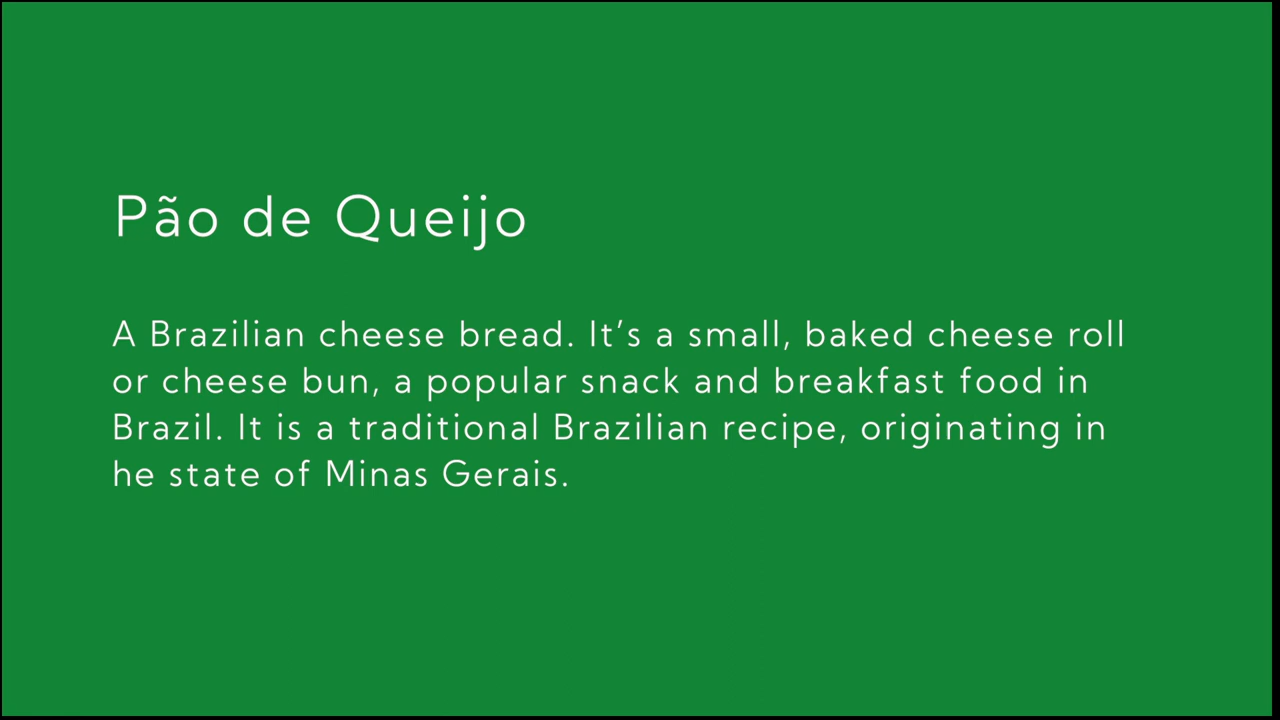 Pão de Queijo
A Brazilian cheese bread. It’s a small, baked cheese roll
or cheese bun, a popular snack and breakfast food in
Brazil. It is a traditional Brazilian recipe, originating in
he state of Minas Gerais.